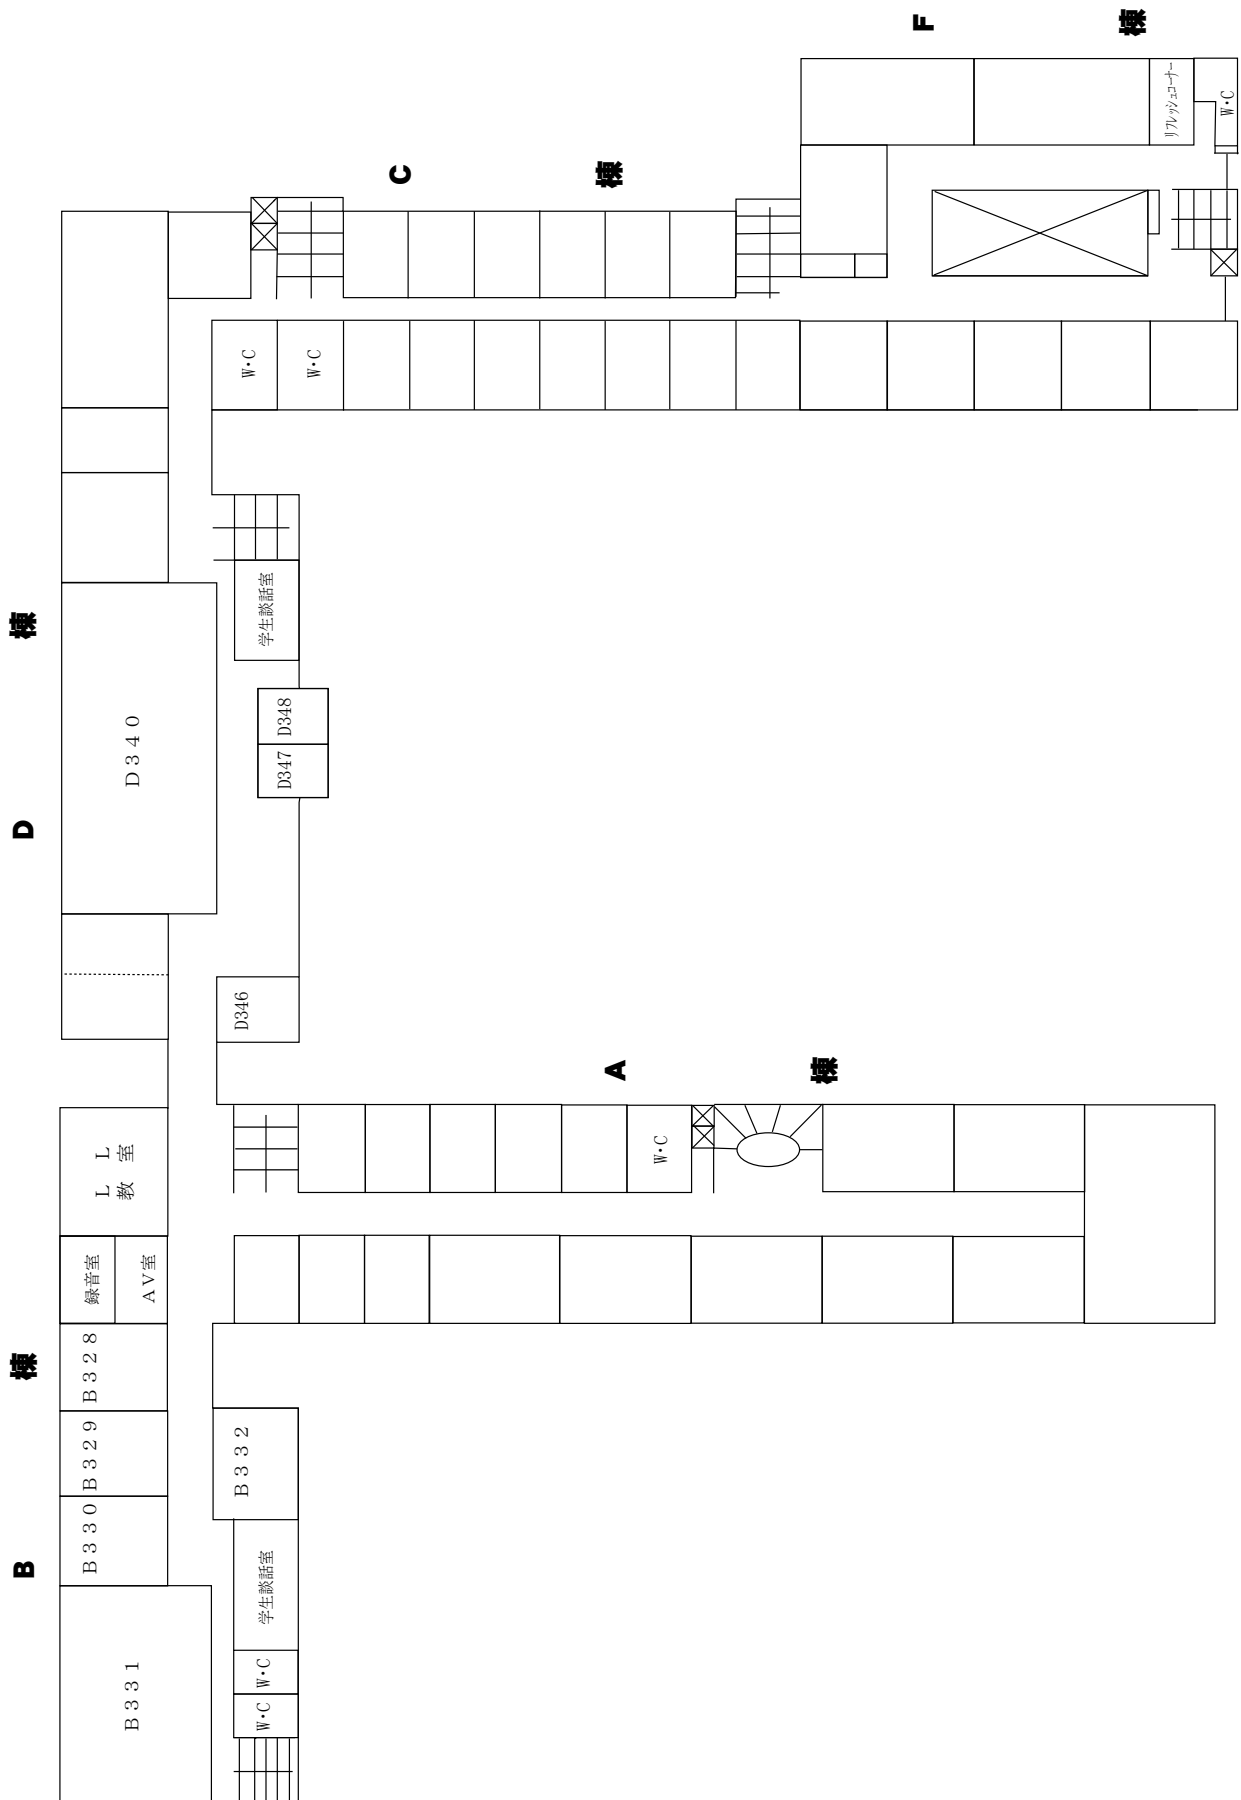 B 棟
D 棟
C 棟
F 棟
A 棟
B331
B330
B329
B328
録音室
AV室
LL
教室
B332
学生談話室
W・C
W・C
D340
D346
D347
D348
学生談話室
W・C
W・C
W・C
リフレッシュコーナー
W・C